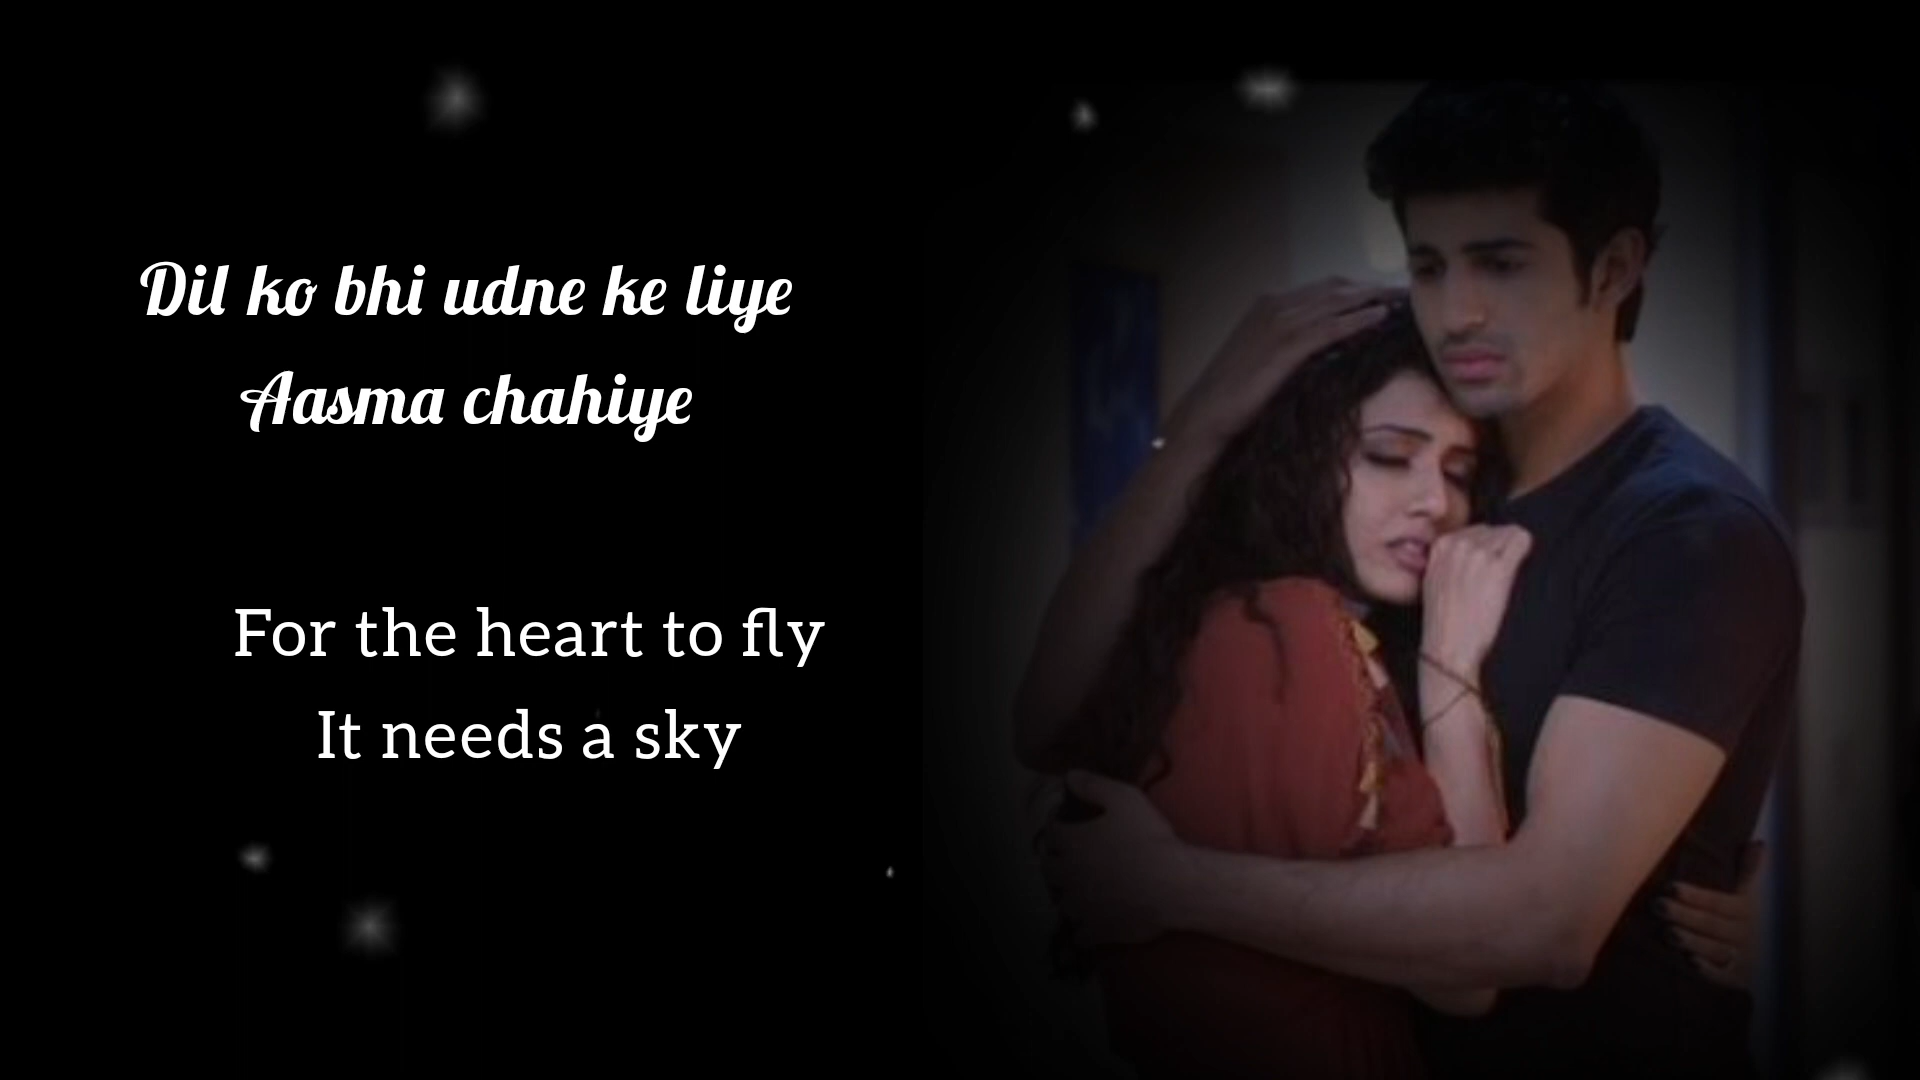 Dil ko bhi udne ke liye
Aasma chahiye
For the heart to fly
It needs a sky